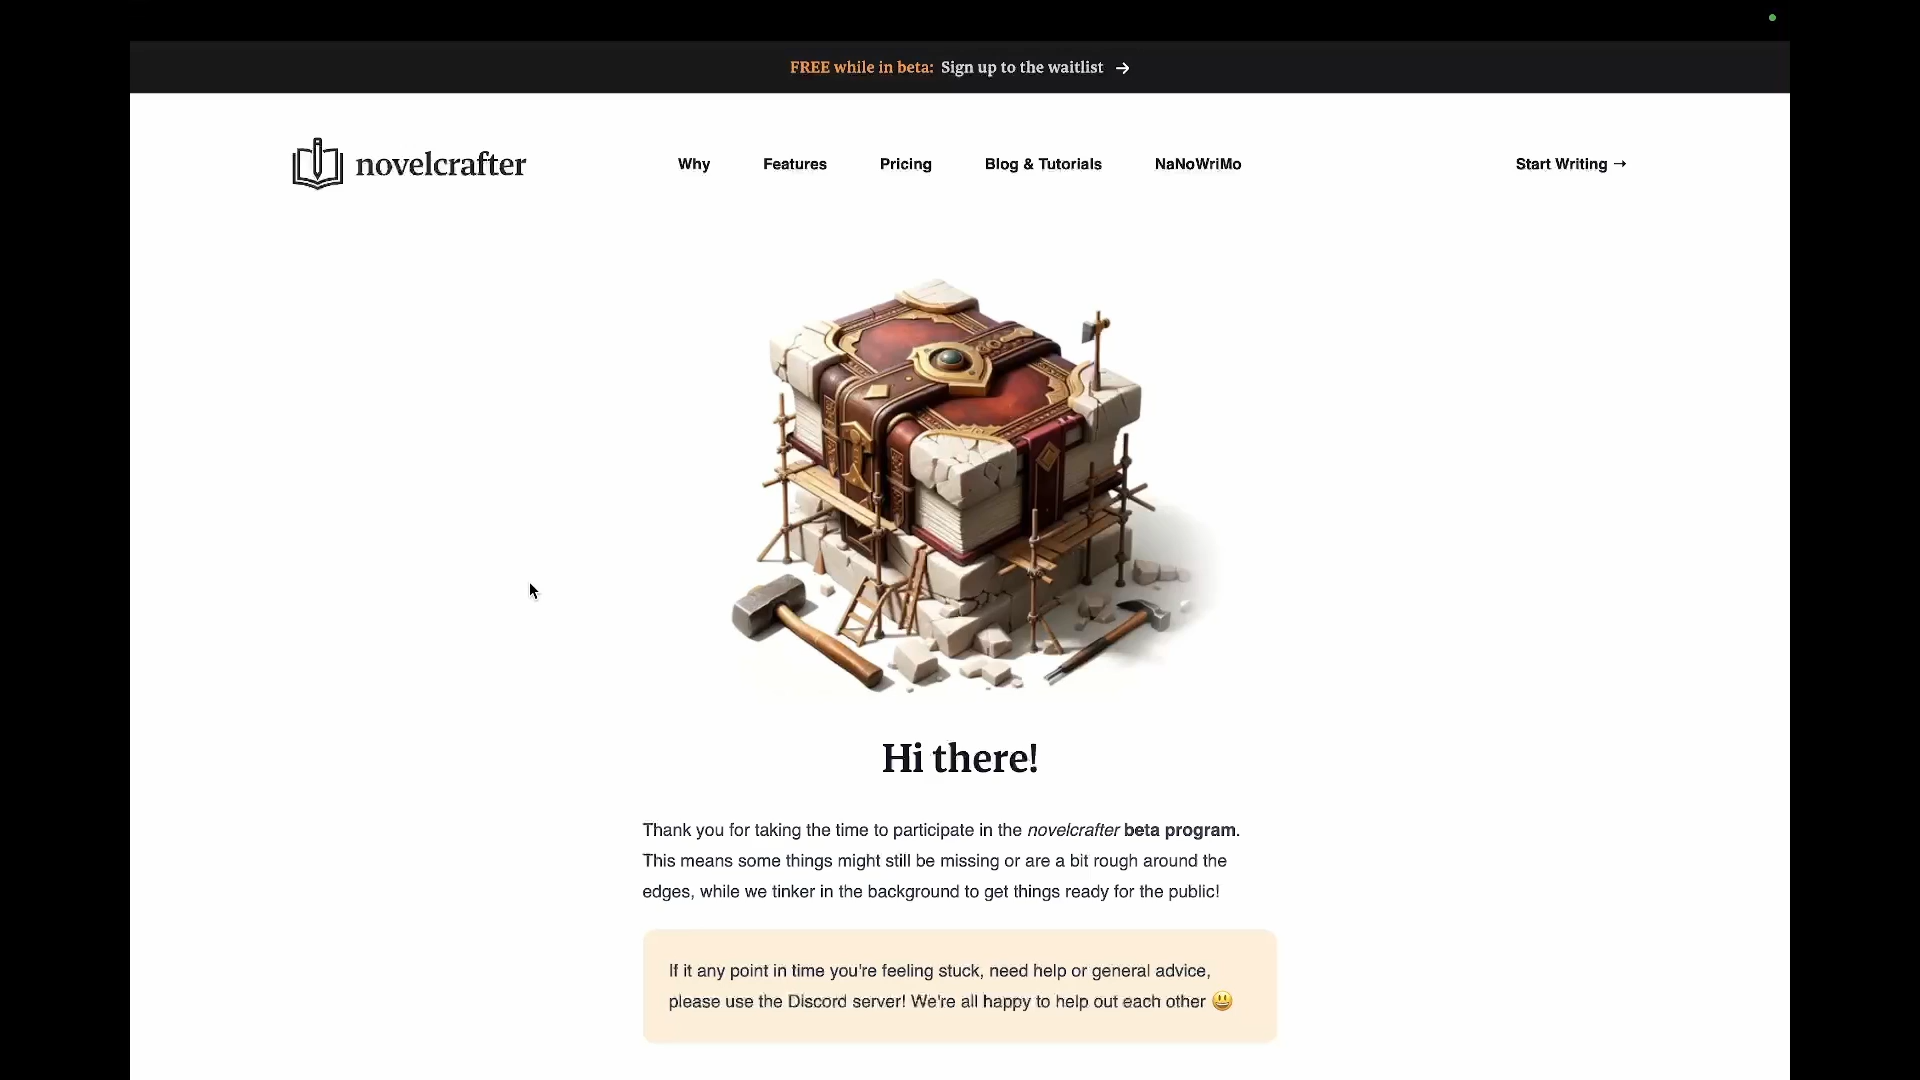 FREE while in beta: Sign up to the waitlist →
novelcrafter
Why Features Pricing Blog & Tutorials NaNoWriMo Start Writing →
Hi there!
Thank you for taking the time to participate in the novelcrafter beta program.
This means some things might still be missing or are a bit rough around the
edges, while we tinker in the background to get things ready for the public!
If it any point in time you're feeling stuck, need help or general advice,
please use the Discord server! We're all happy to help out each other 😃